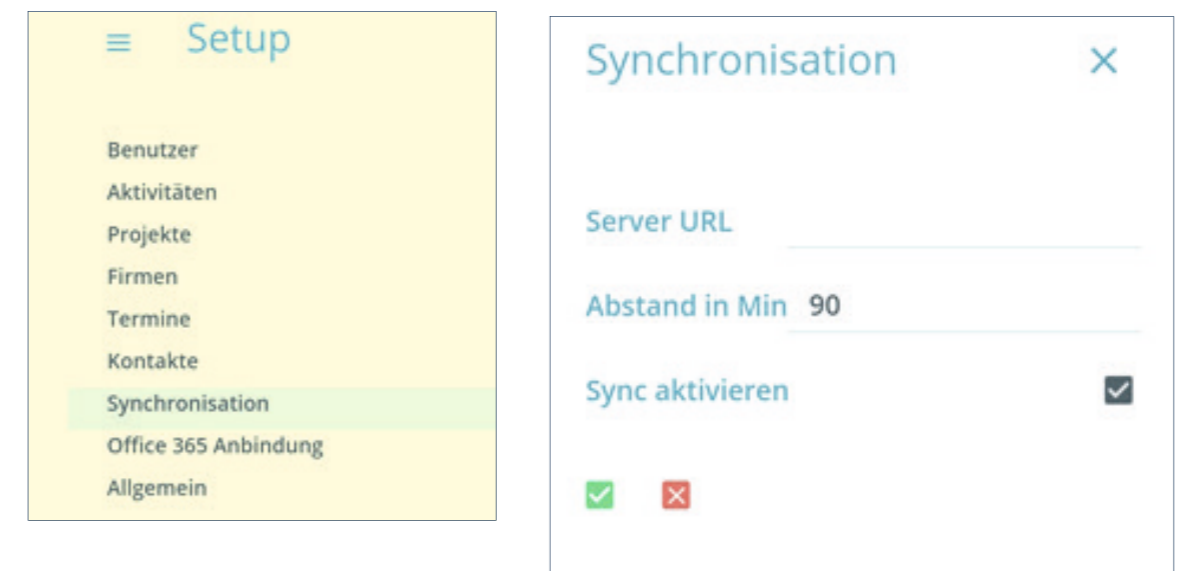 Setup
Benutzer
Aktivitäten
Projekte
Firmen
Termine
Kontakte
Synchronisation
Office 365 Anbindung
Allgemein
Synchronisation
Server URL
Abstand in Min 90
Sync aktivieren